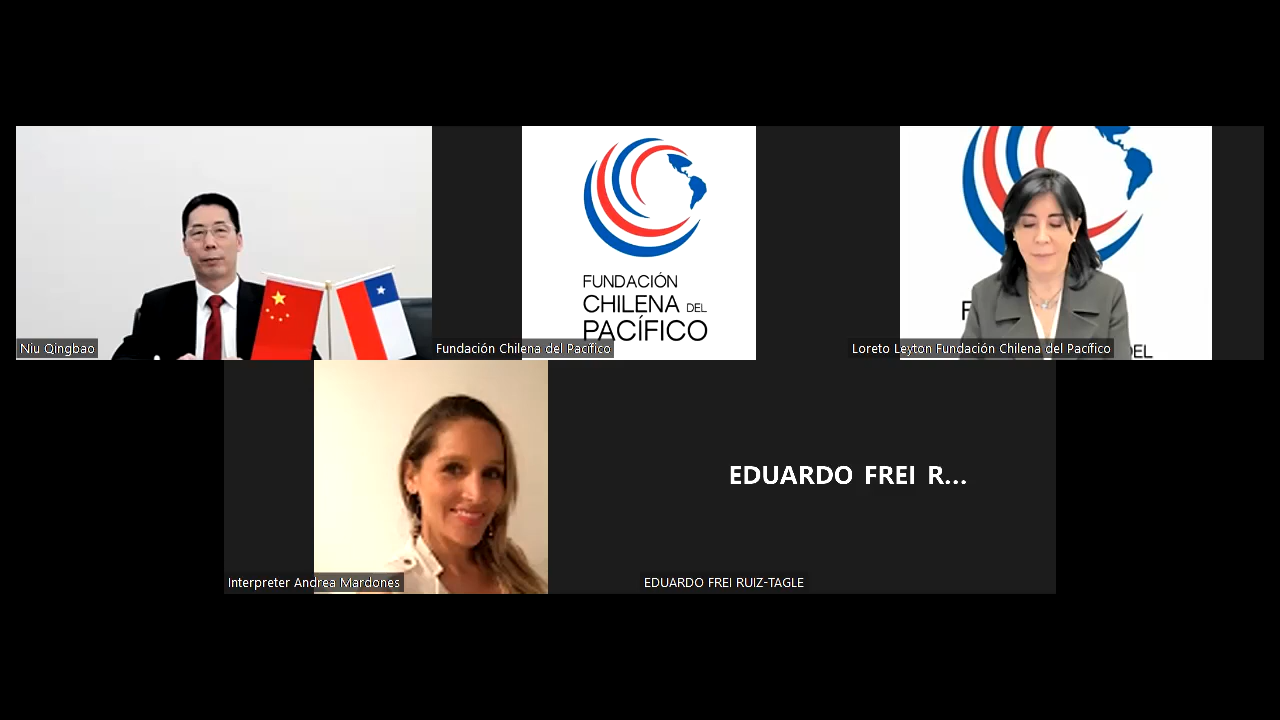 FUNDACIÓN
CHILENA DEL
PACÍFICO
F
DEL
Niu Qingbao
Fundación Chilena del Pacífico
Loreto Leyton Fundación Chilena del Pacífico
EDUARDO FREI R...
Interpreter Andrea Mardones
EDUARDO FREI RUIZ-TAGLE